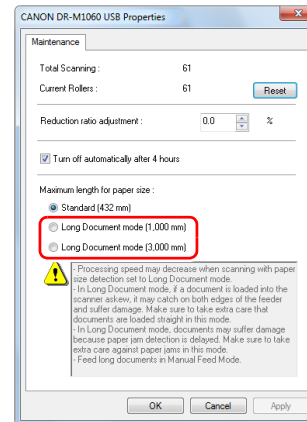 CANON DR-M1060 USB Properties
Maintenance
Total Scanning : 61
Current Rollers : 61 Reset
Reduction ratio adjustment : 0.0 %
Turn off automatically after 4 hours
Maximum length for paper size :
Standard (432 mm)
Long Document mode (1,000 mm)
Long Document mode (3,000 mm)
- Processing speed may decrease when scanning with paper
size detection set to Long Document mode.
- In Long Document mode, if a document is loaded into the
scanner askew, it may catch on both edges of the feeder
and suffer damage. Make sure to take extra care that
documents are loaded straight in this mode.
- In Long Document mode, documents may suffer damage
because paper jam detection is delayed. Make sure to take
extra care against paper jams in this mode.
- Feed long documents in Manual Feed Mode.
OK Cancel Apply